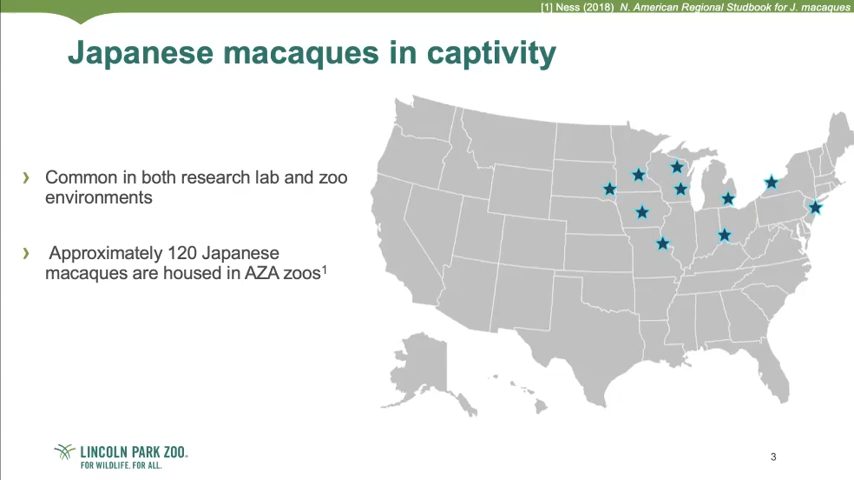 [1] Ness (2018) N. American Regional Studbook for J. macaques
Japanese macaques in captivity
› Common in both research lab and zoo
environments
› Approximately 120 Japanese
macaques are housed in AZA zoos¹
LINCOLN PARK ZOO.
FOR WILDLIFE. FOR ALL.
3